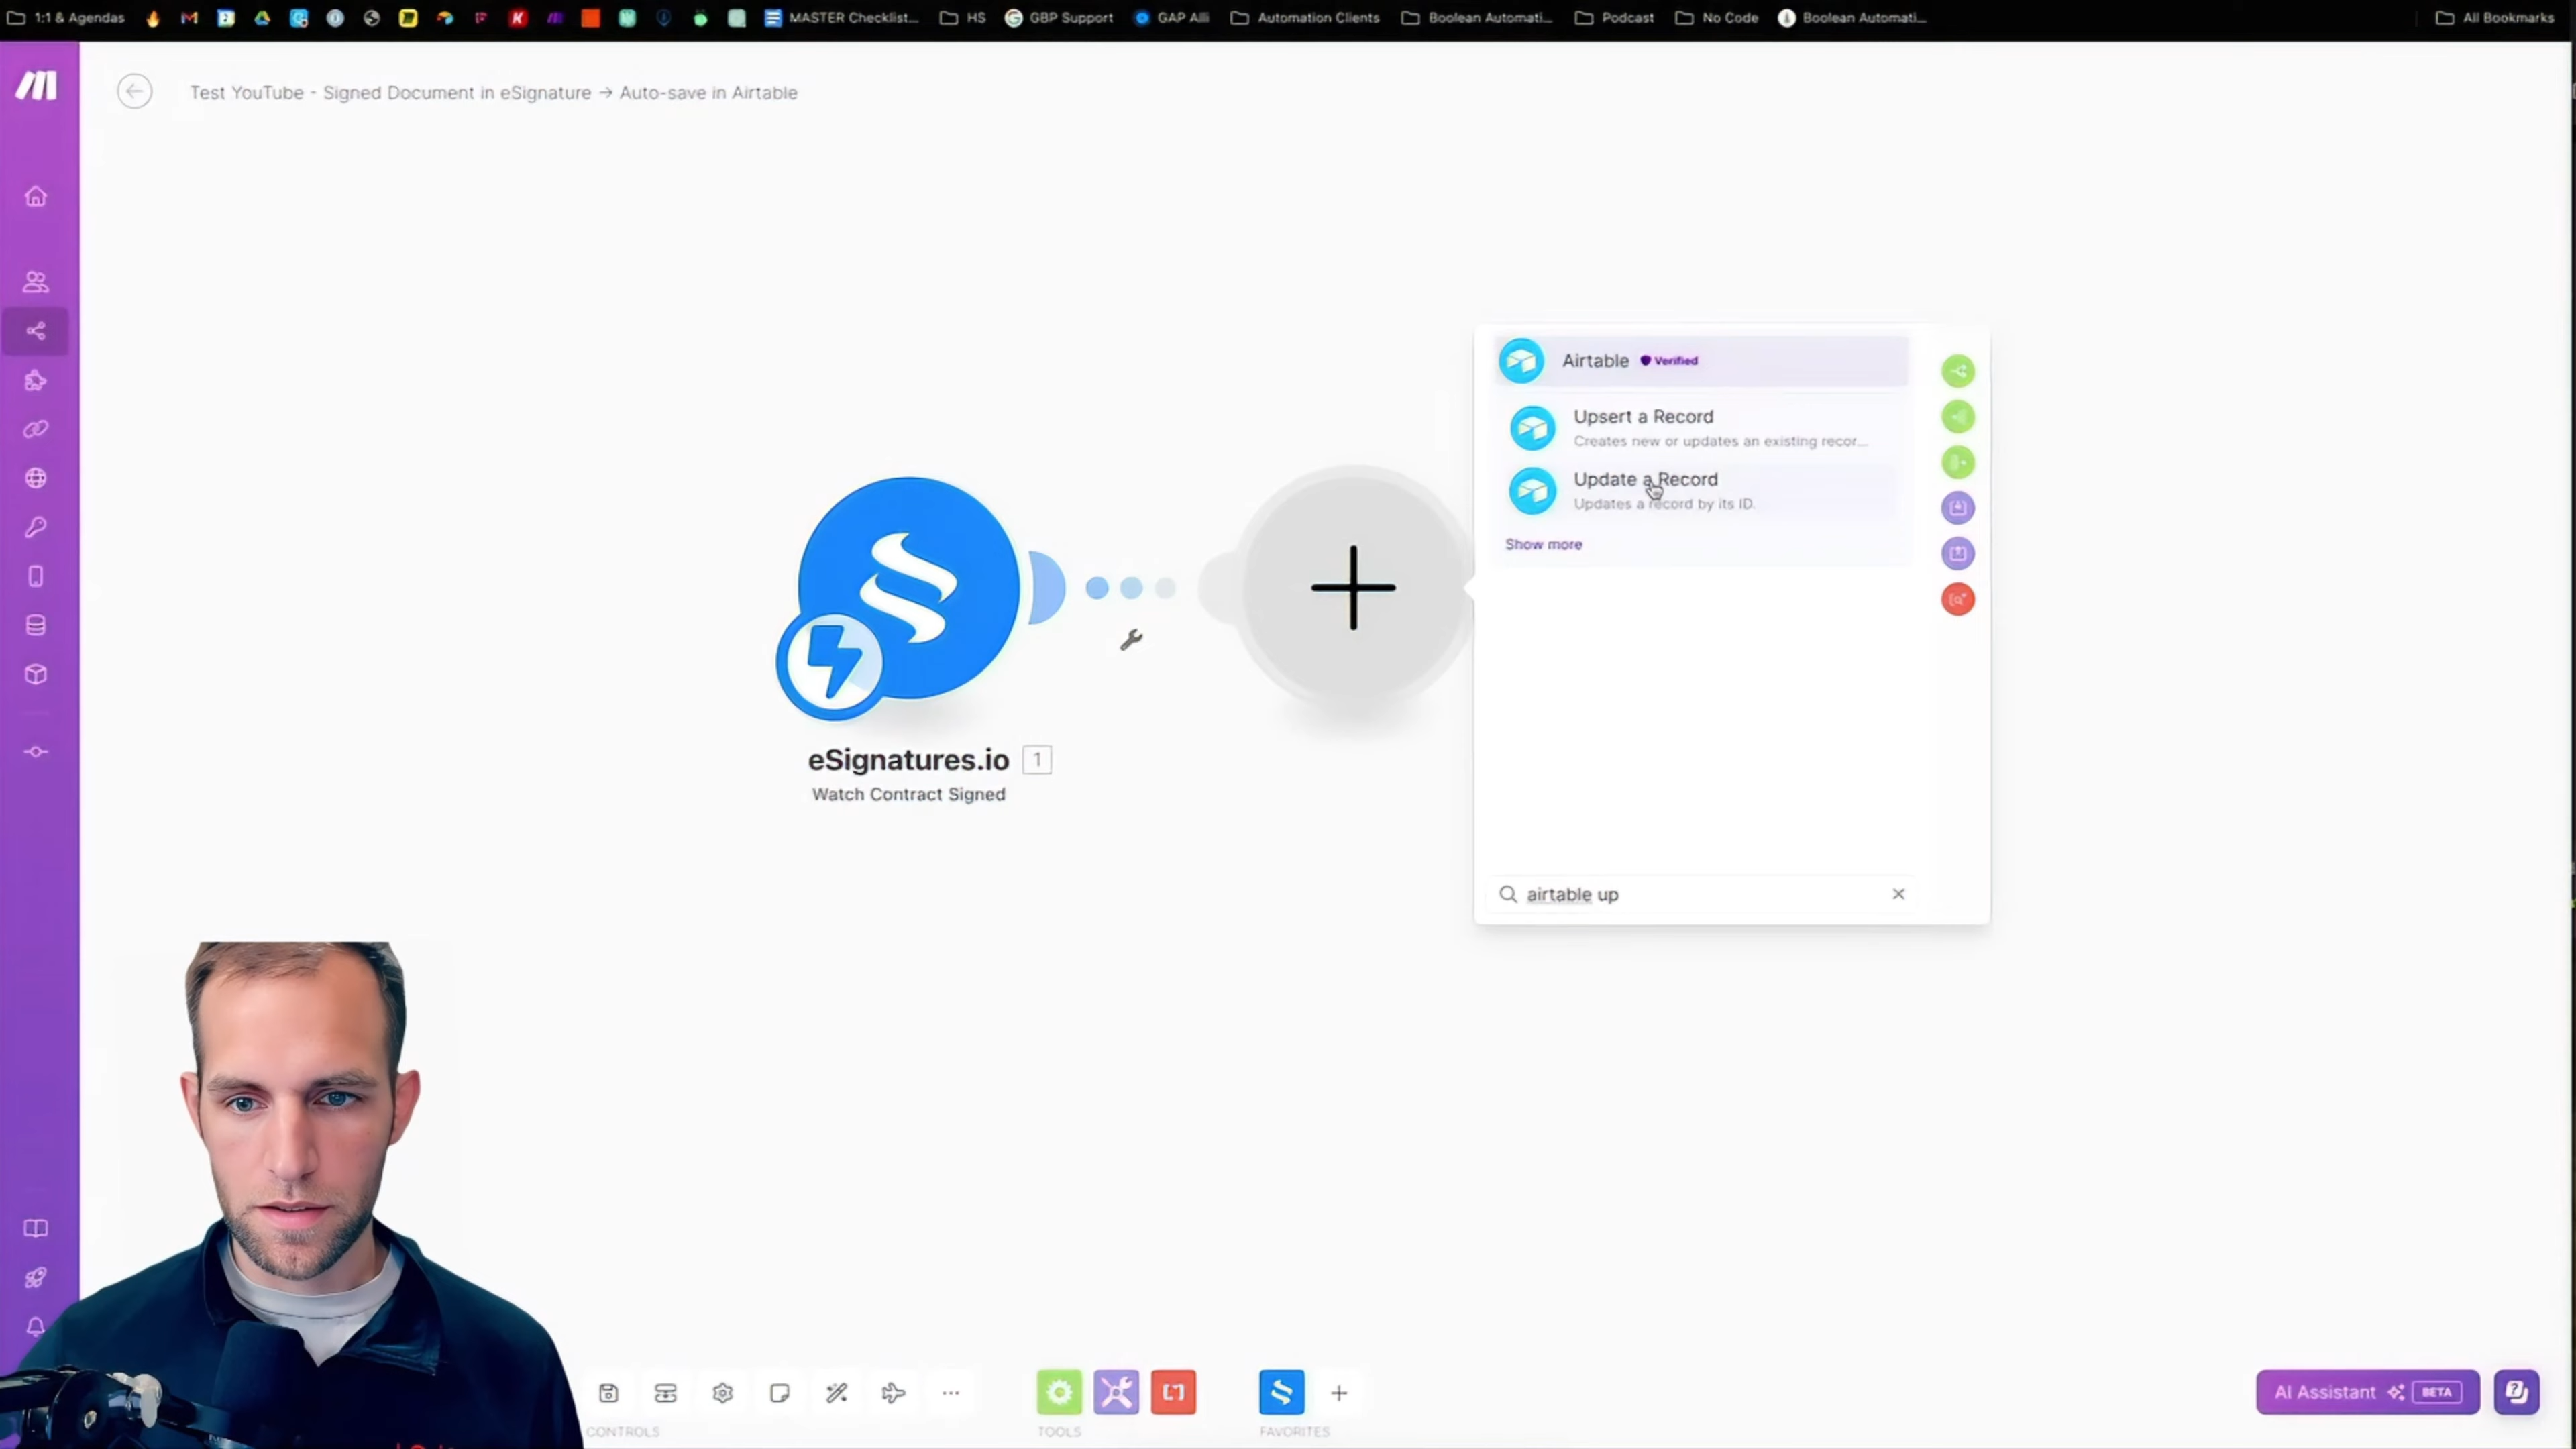 1:1 & Agendas
MASTER Checklist...
HS
GBP Support
GAP Alli
Automation Clients
Boolean Automati...
Podcast
No Code
Boolean Automati...
All Bookmarks
Test YouTube - Signed Document in eSignature → Auto-save in Airtable
Airtable Verified
Upsert a Record
Creates new or updates an existing recor...
Update a Record
Updates a record by its ID.
Show more
eSignatures.io 1
Watch Contract Signed
airtable up
CONTROLS
TOOLS
FAVORITES
AI Assistant BETA